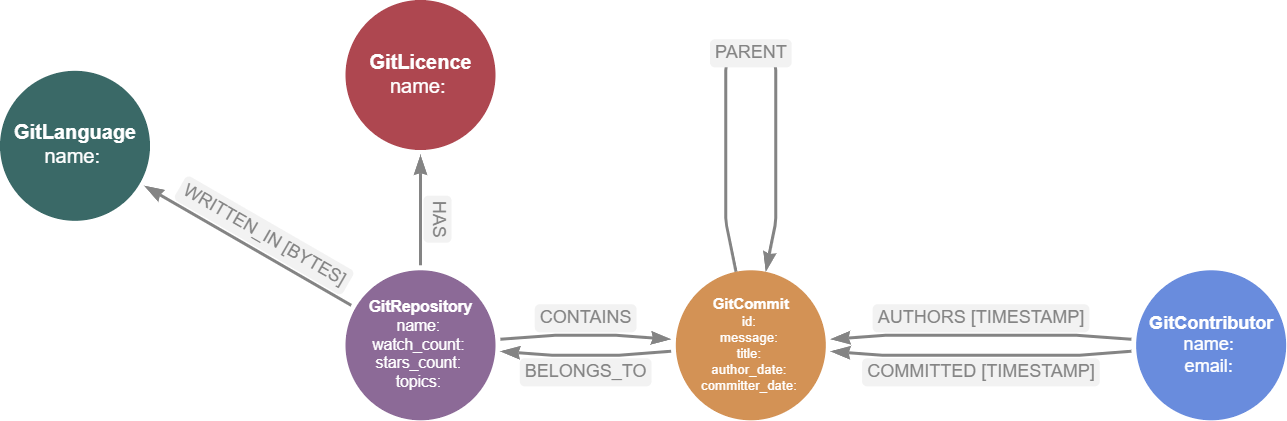 GitLicence
name:
PARENT
GitLanguage
name:
WRITTEN_IN [BYTES]
HAS
GitRepository
name:
watch_count:
stars_count:
topics:
CONTAINS
BELONGS_TO
GitCommit
id:
message:
title:
author_date:
committer_date:
AUTHORS [TIMESTAMP]
COMMITTED [TIMESTAMP]
GitContributor
name:
email: